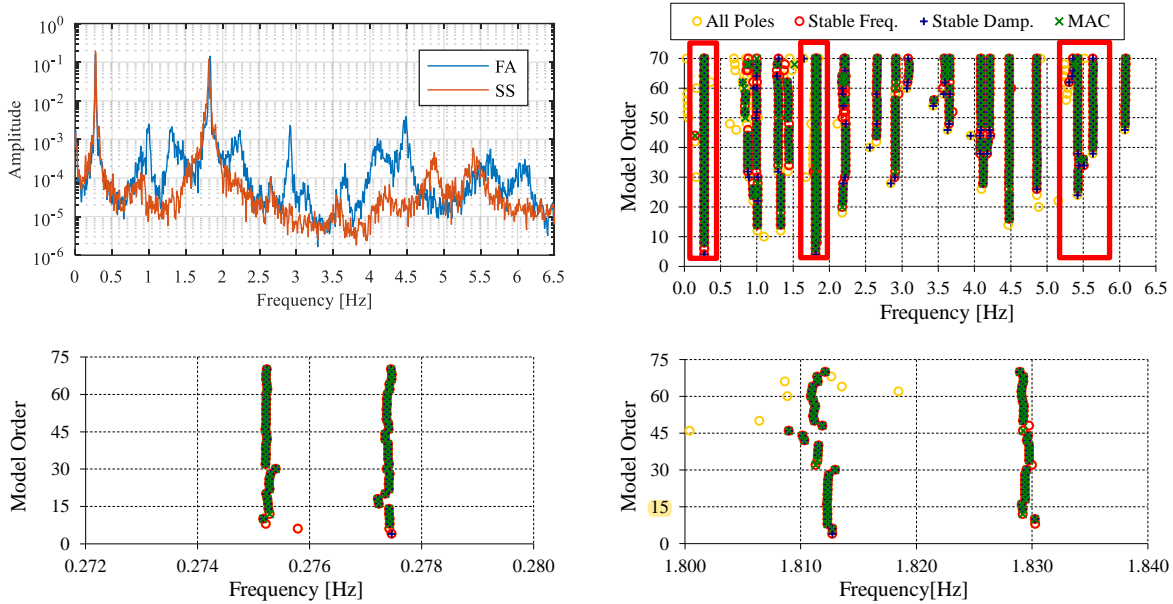 10⁰
10⁻¹
10⁻²
10⁻³
10⁻⁴
10⁻⁵
10⁻⁶
Amplitude
FA
SS
0 0.5 1 1.5 2 2.5 3 3.5 4 4.5 5 5.5 6 6.5
Frequency [Hz]
All Poles Stable Freq. Stable Damp. MAC
70
60
50
40
30
20
10
0
Model Order
0.0 0.5 1.0 1.5 2.0 2.5 3.0 3.5 4.0 4.5 5.0 5.5 6.0 6.5
Frequency [Hz]
75
60
45
30
15
0
Model Order
0.272 0.274 0.276 0.278 0.280
Frequency [Hz]
75
60
45
30
15
0
Model Order
1.800 1.810 1.820 1.830 1.840
Frequency[Hz]